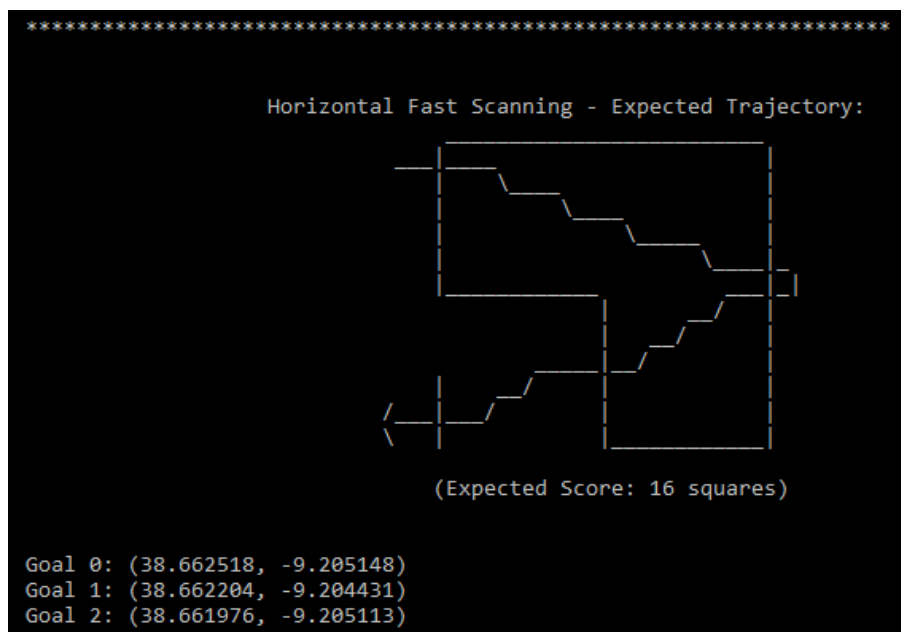 ********************************************************************
Horizontal Fast Scanning - Expected Trajectory:
(Expected Score: 16 squares)
Goal 0: (38.662518, -9.205148)
Goal 1: (38.662204, -9.204431)
Goal 2: (38.661976, -9.205113)